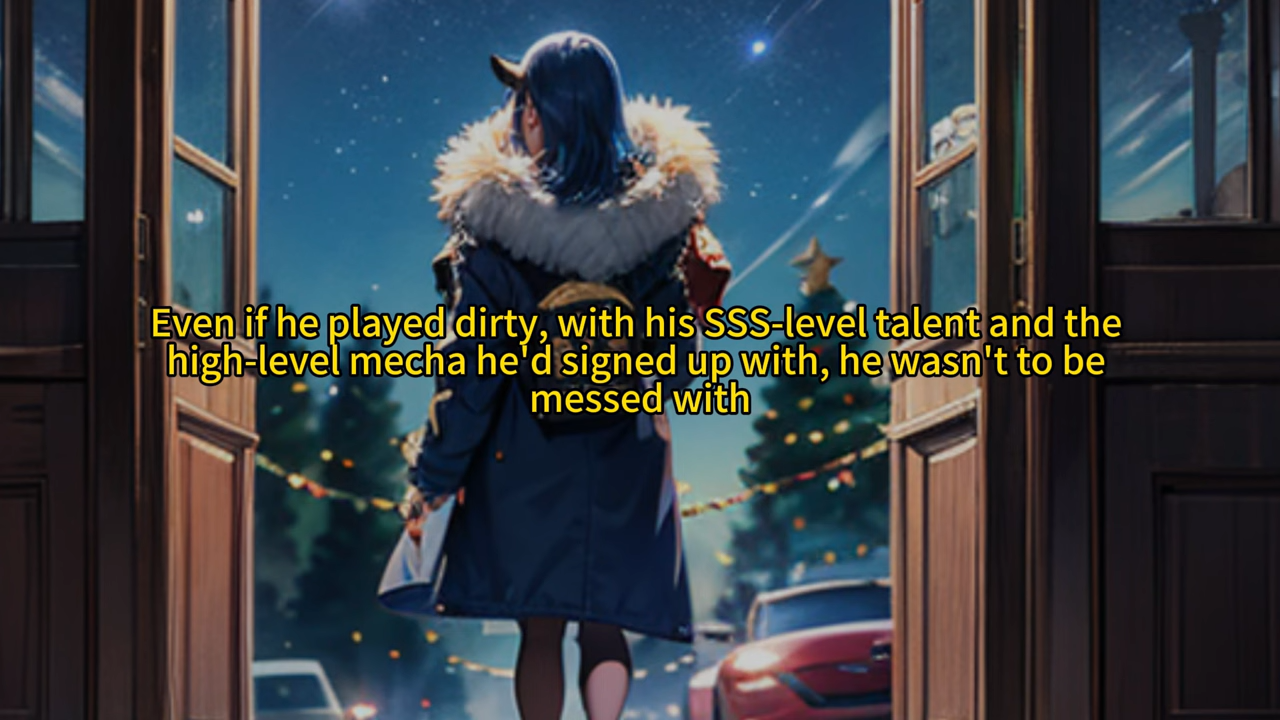 Even if he played dirty, with his SSS-level talent and the
high-level mecha he'd signed up with, he wasn't to be
messed with